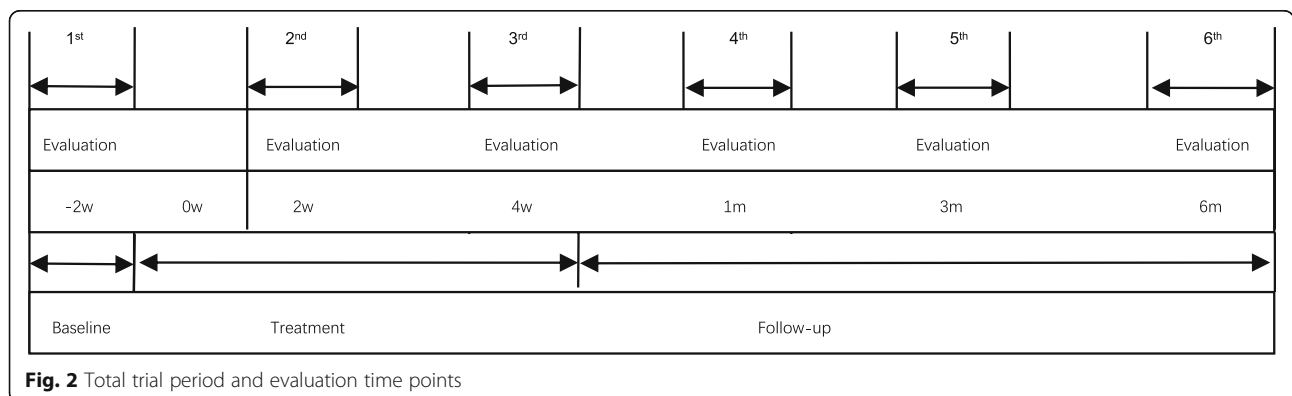 1st 2nd 3rd 4th 5th 6th
Evaluation Evaluation Evaluation Evaluation Evaluation Evaluation
-2w 0w 2w 4w 1m 3m 6m
Baseline Treatment Follow-up
Fig. 2 Total trial period and evaluation time points